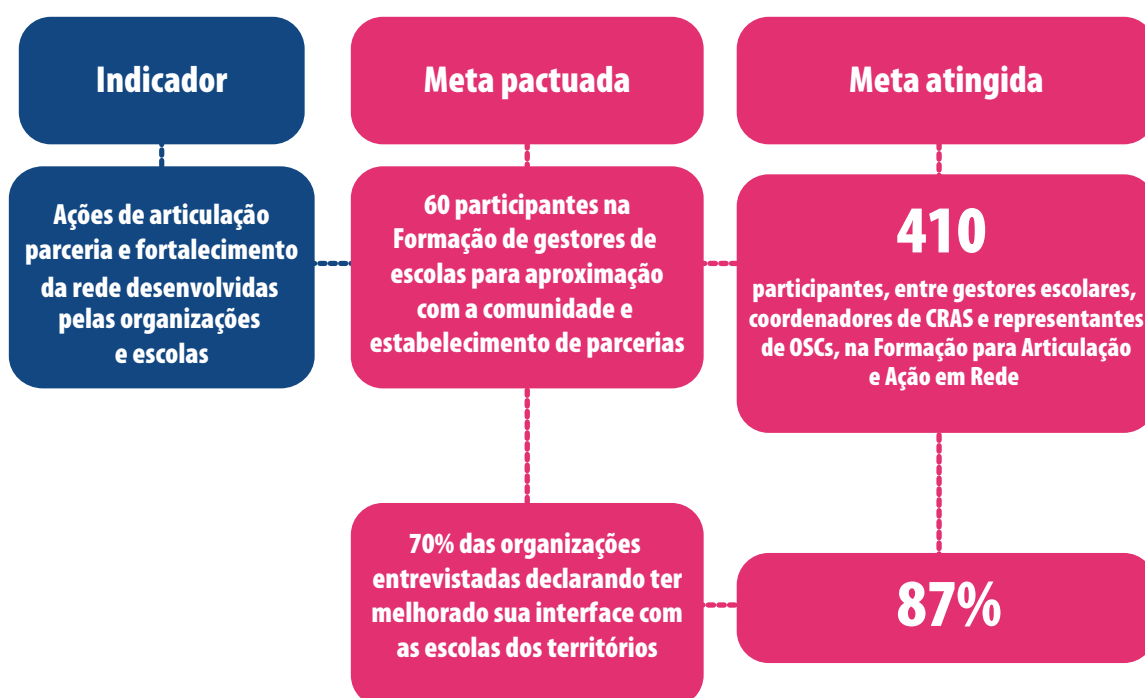 Indicador
Meta pactuada
Meta atingida
Ações de articulação
parceria e fortalecimento
da rede desenvolvidas
pelas organizações
e escolas
60 participantes na
Formação de gestores de
escolas para aproximação
com a comunidade e
estabelecimento de parcerias
410
participantes, entre gestores escolares,
coordenadores de CRAS e representantes
de OSCs, na Formação para Articulação
e Ação em Rede
70% das organizações
entrevistadas declarando ter
melhorado sua interface com
as escolas dos territórios
87%